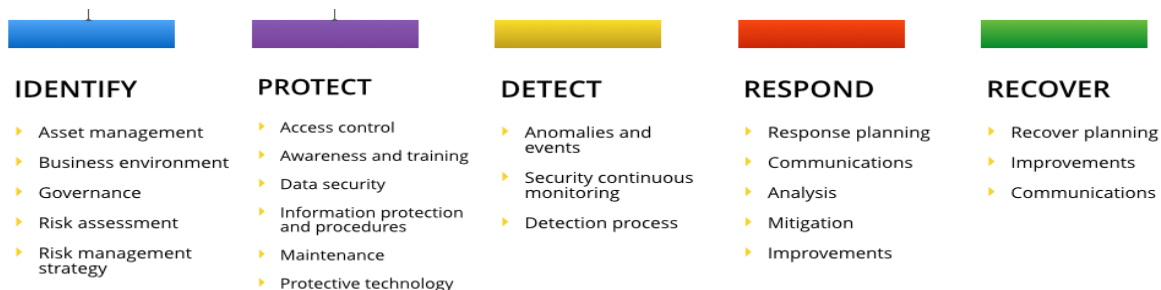 IDENTIFY
Asset management
Business environment
Governance
Risk assessment
Risk management
strategy
PROTECT
Access control
Awareness and training
Data security
Information protection
and procedures
Maintenance
Protective technology
DETECT
Anomalies and
events
Security continuous
monitoring
Detection process
RESPOND
Response planning
Communications
Analysis
Mitigation
Improvements
RECOVER
Recover planning
Improvements
Communications